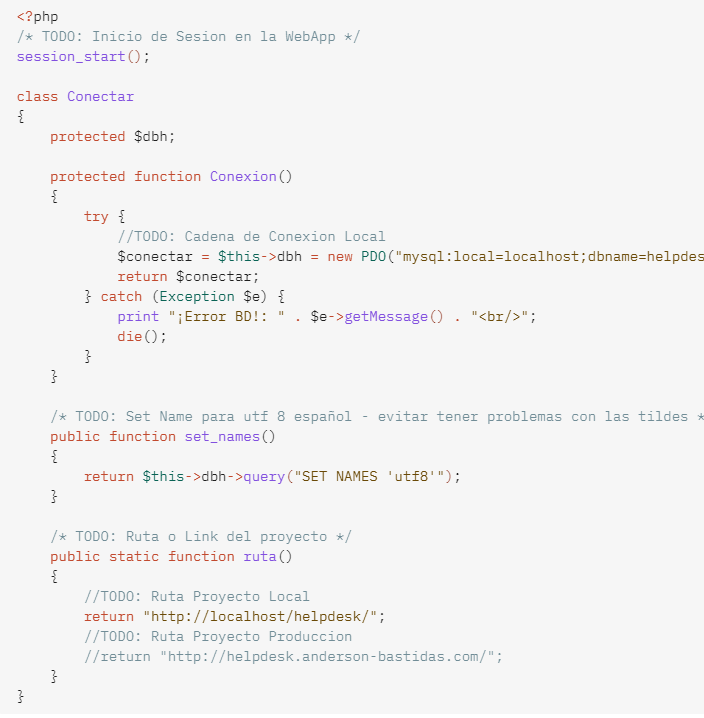 <?php
/* TODO: Inicio de Sesion en la WebApp */
session_start();
class Conectar
{
protected $dbh;
protected function Conexion()
{
try {
//TODO: Cadena de Conexion Local
$conectar = $this->dbh = new PDO("mysql:local=localhost;dbname=helpdes
return $conectar;
} catch (Exception $e) {
print "¡Error BD!: " . $e->getMessage() . "<br/>";
die();
}
}
/* TODO: Set Name para utf 8 español - evitar tener problemas con las tildes *
public function set_names()
{
return $this->dbh->query("SET NAMES 'utf8'");
}
/* TODO: Ruta o Link del proyecto */
public static function ruta()
{
//TODO: Ruta Proyecto Local
return "http://localhost/helpdesk/";
//TODO: Ruta Proyecto Produccion
//return "http://helpdesk.anderson-bastidas.com/";
}
}